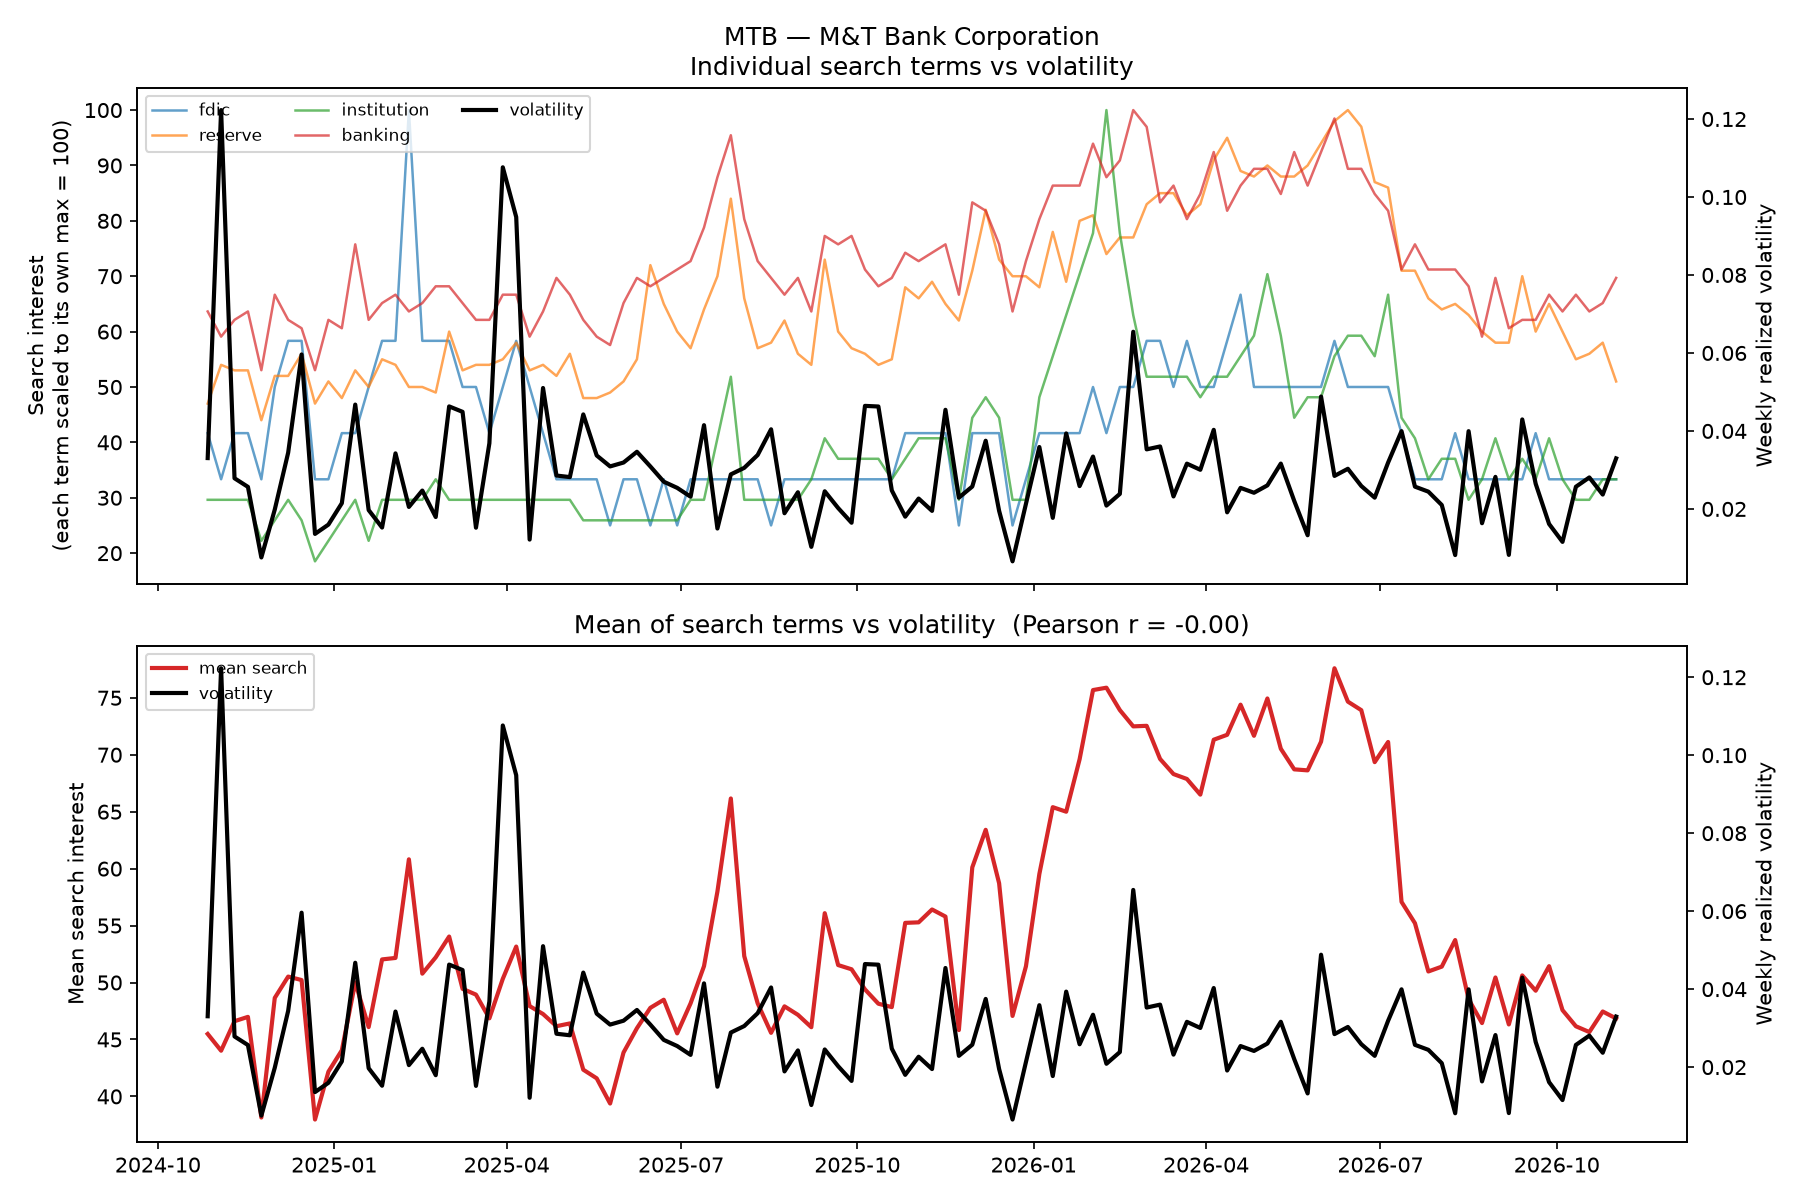 MTB — M&T Bank Corporation
Individual search terms vs volatility
fdic
reserve
institution
banking
volatility
Search interest
(each term scaled to its own max = 100)
100
90
80
70
60
50
40
30
20
0.12
0.10
0.08
0.06
0.04
0.02
Weekly realized volatility
Mean of search terms vs volatility (Pearson r = -0.00)
mean search
volatility
Mean search interest
75
70
65
60
55
50
45
40
0.12
0.10
0.08
0.06
0.04
0.02
Weekly realized volatility
2024-10
2025-01
2025-04
2025-07
2025-10
2026-01
2026-04
2026-07
2026-10